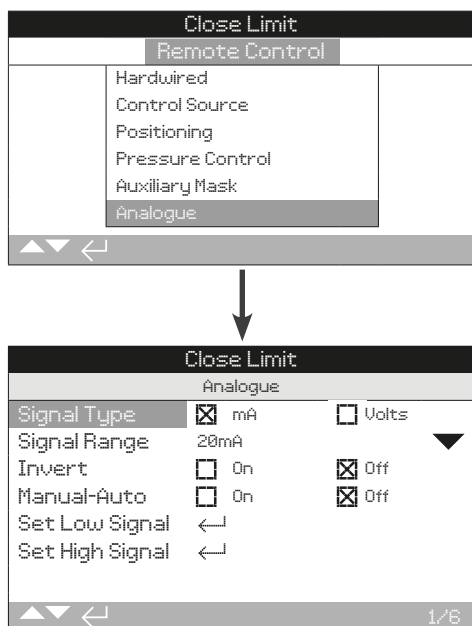 Close Limit
Remote Control
Hardwired
Control Source
Positioning
Pressure Control
Auxiliary Mask
Analogue
Close Limit
Analogue
Signal Type mA Volts
Signal Range 20mA
Invert On Off
Manual-Auto On Off
Set Low Signal
Set High Signal
1/6